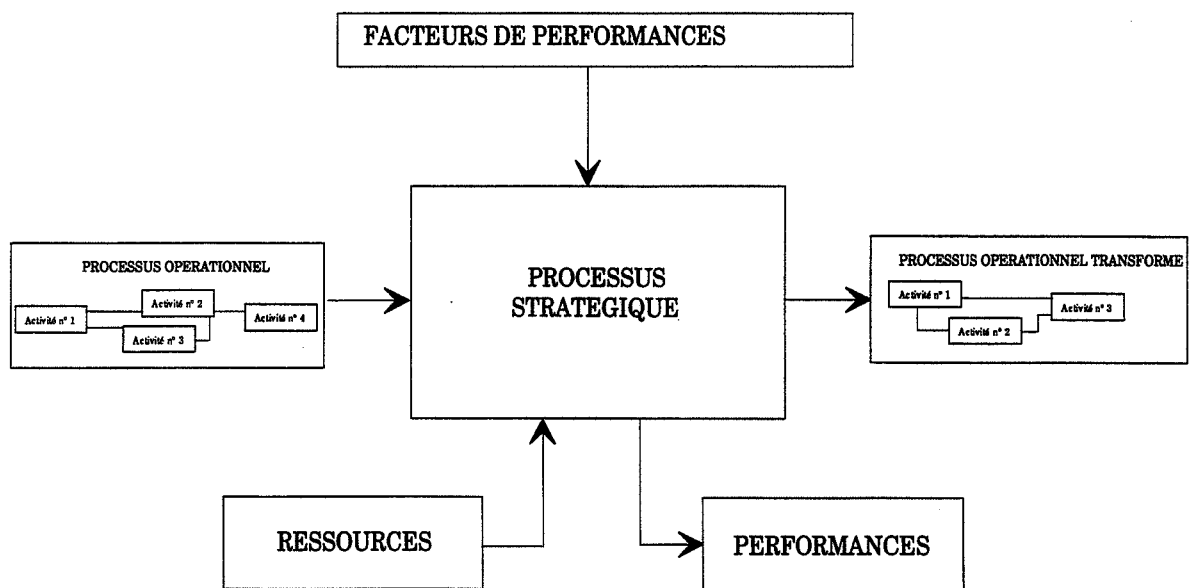 FACTEURS DE PERFORMANCES
PROCESSUS OPERATIONNEL
Activité n° 1
Activité n° 2
Activité n° 3
Activité n° 4
PROCESSUS
STRATEGIQUE
PROCESSUS OPERATIONNEL TRANSFORME
Activité n° 1
Activité n° 2
Activité n° 3
RESSOURCES
PERFORMANCES